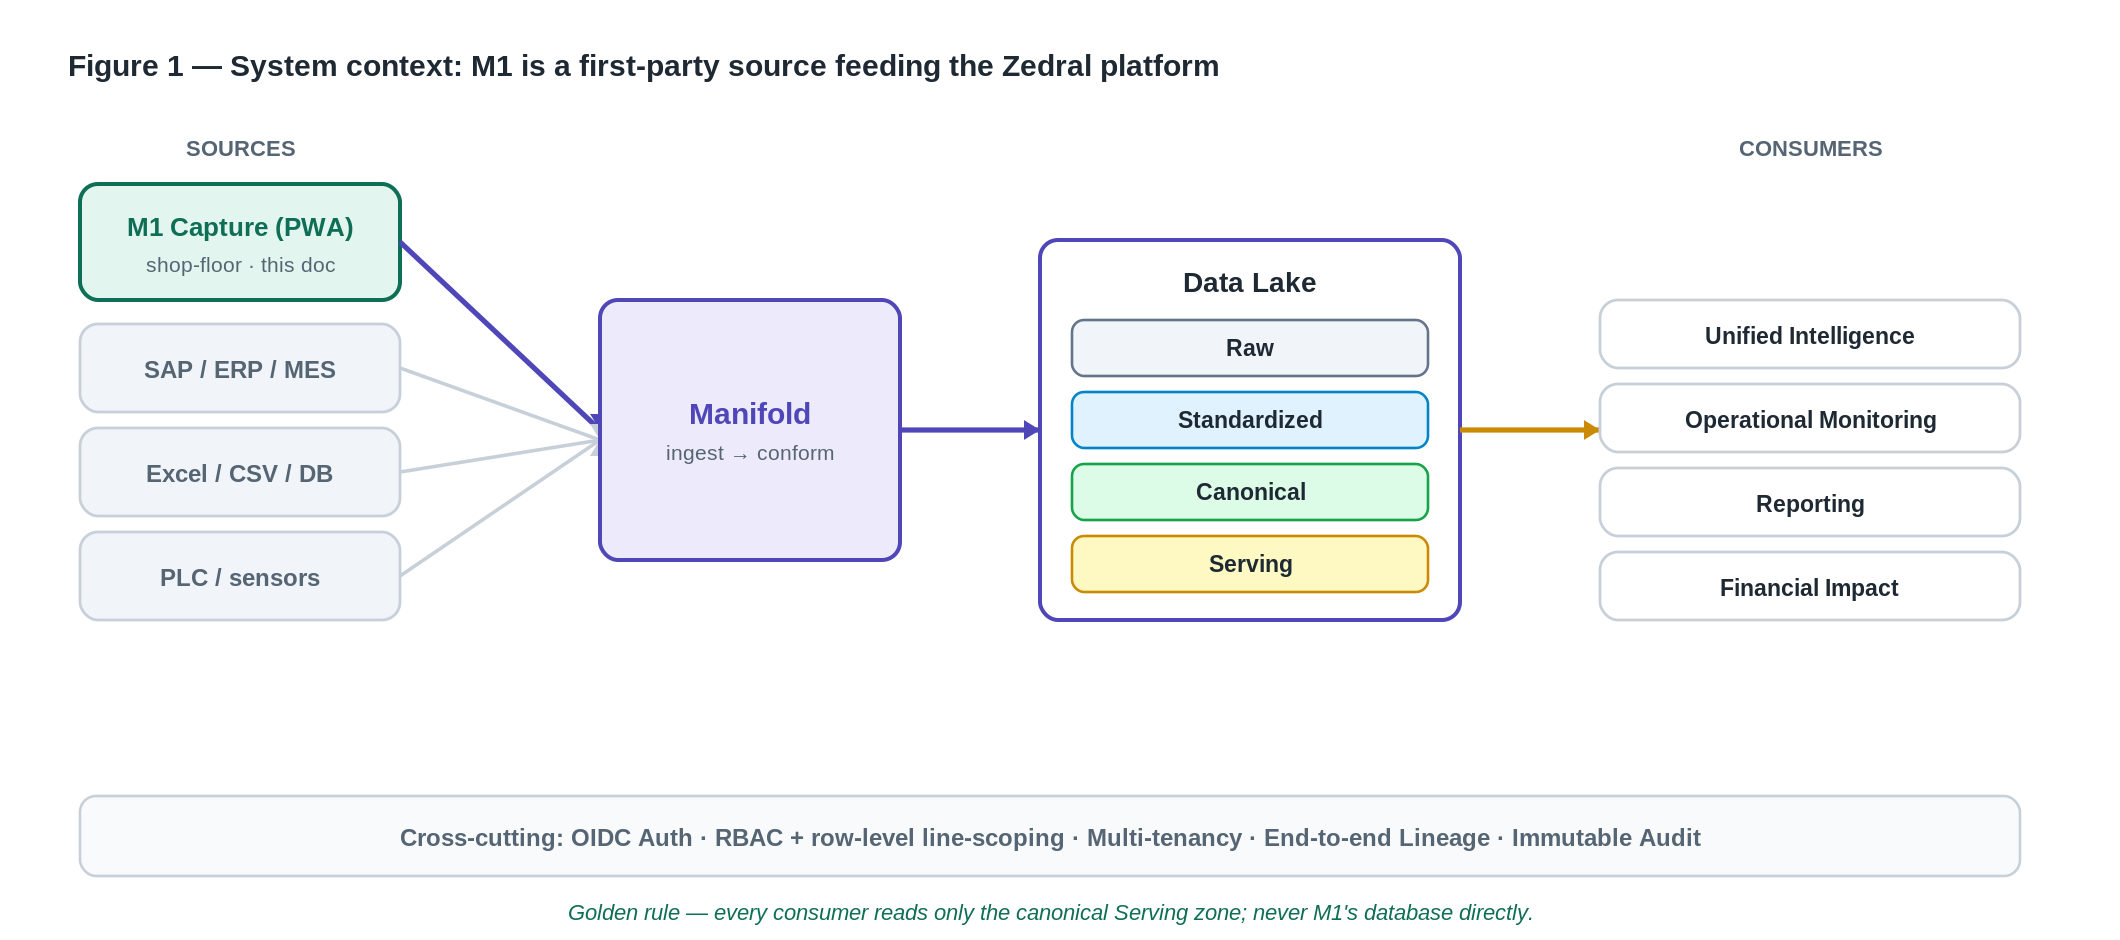 Figure 1 — System context: M1 is a first-party source feeding the Zedral platform
SOURCES
CONSUMERS
M1 Capture (PWA)
shop-floor · this doc
SAP / ERP / MES
Excel / CSV / DB
PLC / sensors
Manifold
ingest → conform
Data Lake
Raw
Standardized
Canonical
Serving
Unified Intelligence
Operational Monitoring
Reporting
Financial Impact
Cross-cutting: OIDC Auth · RBAC + row-level line-scoping · Multi-tenancy · End-to-end Lineage · Immutable Audit
Golden rule — every consumer reads only the canonical Serving zone; never M1's database directly.